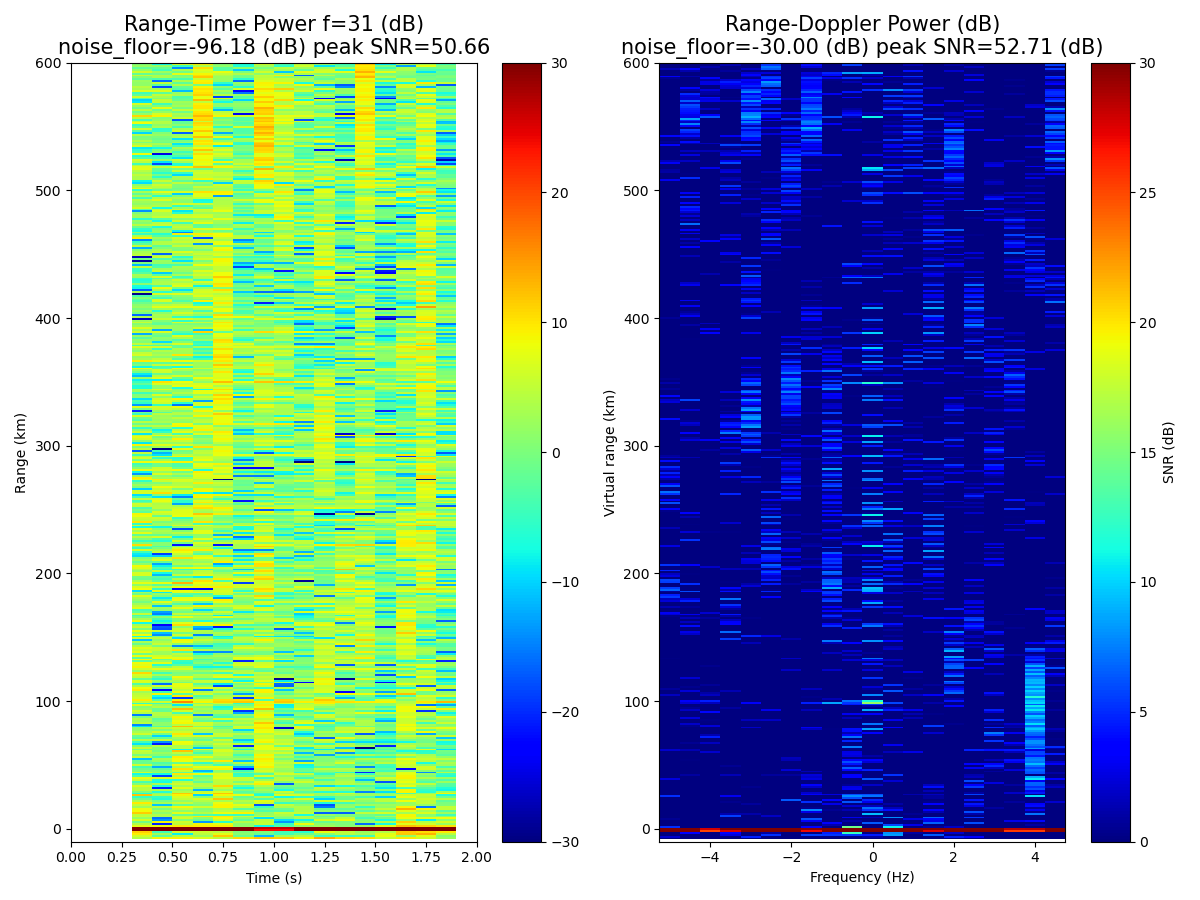 Range-Time Power f=31 (dB)
noise_floor=-96.18 (dB) peak SNR=50.66
Range (km)
600
500
400
300
200
100
0
0.00 0.25 0.50 0.75 1.00 1.25 1.50 1.75 2.00
Time (s)
30
20
10
0
−10
−20
−30
Range-Doppler Power (dB)
noise_floor=-30.00 (dB) peak SNR=52.71 (dB)
Virtual range (km)
600
500
400
300
200
100
0
−4 −2 0 2 4
Frequency (Hz)
30
25
20
15
10
5
0
SNR (dB)